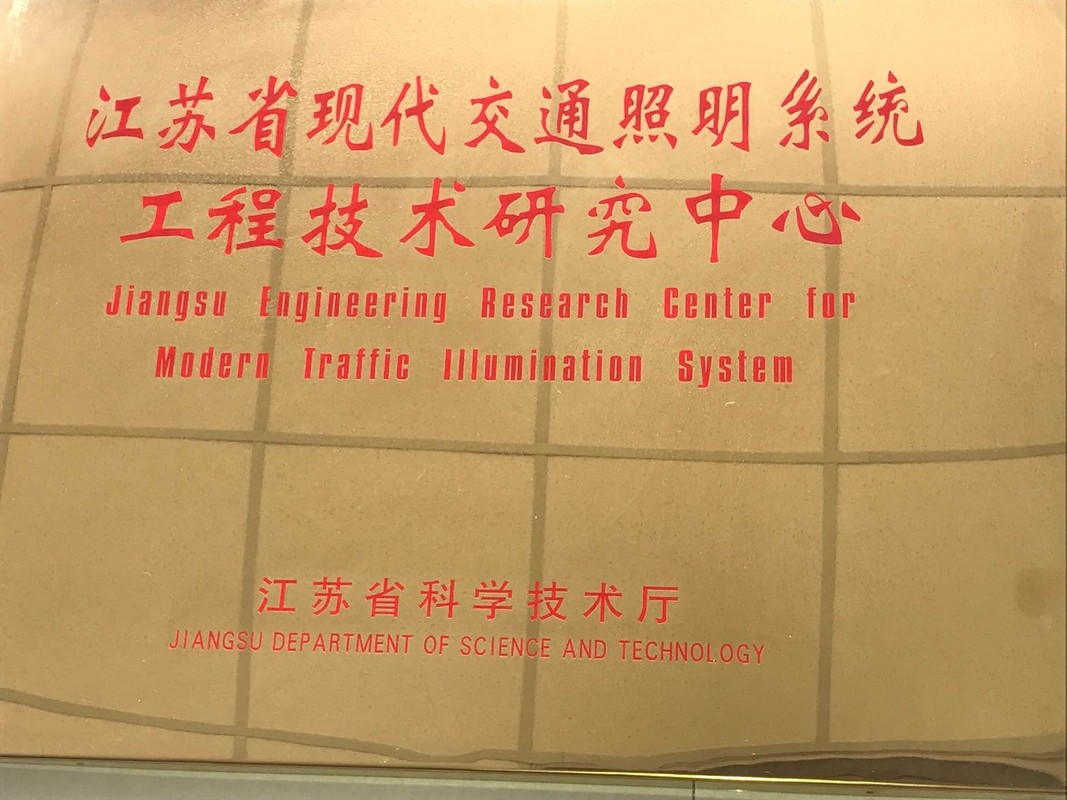 江苏省现代交通照明系统
工程技术研究中心
Jiangsu Engineering Research Center for
Modern Traffic Illumination System
江苏省科学技术厅
JIANGSU DEPARTMENT OF SCIENCE AND TECHNOLOGY